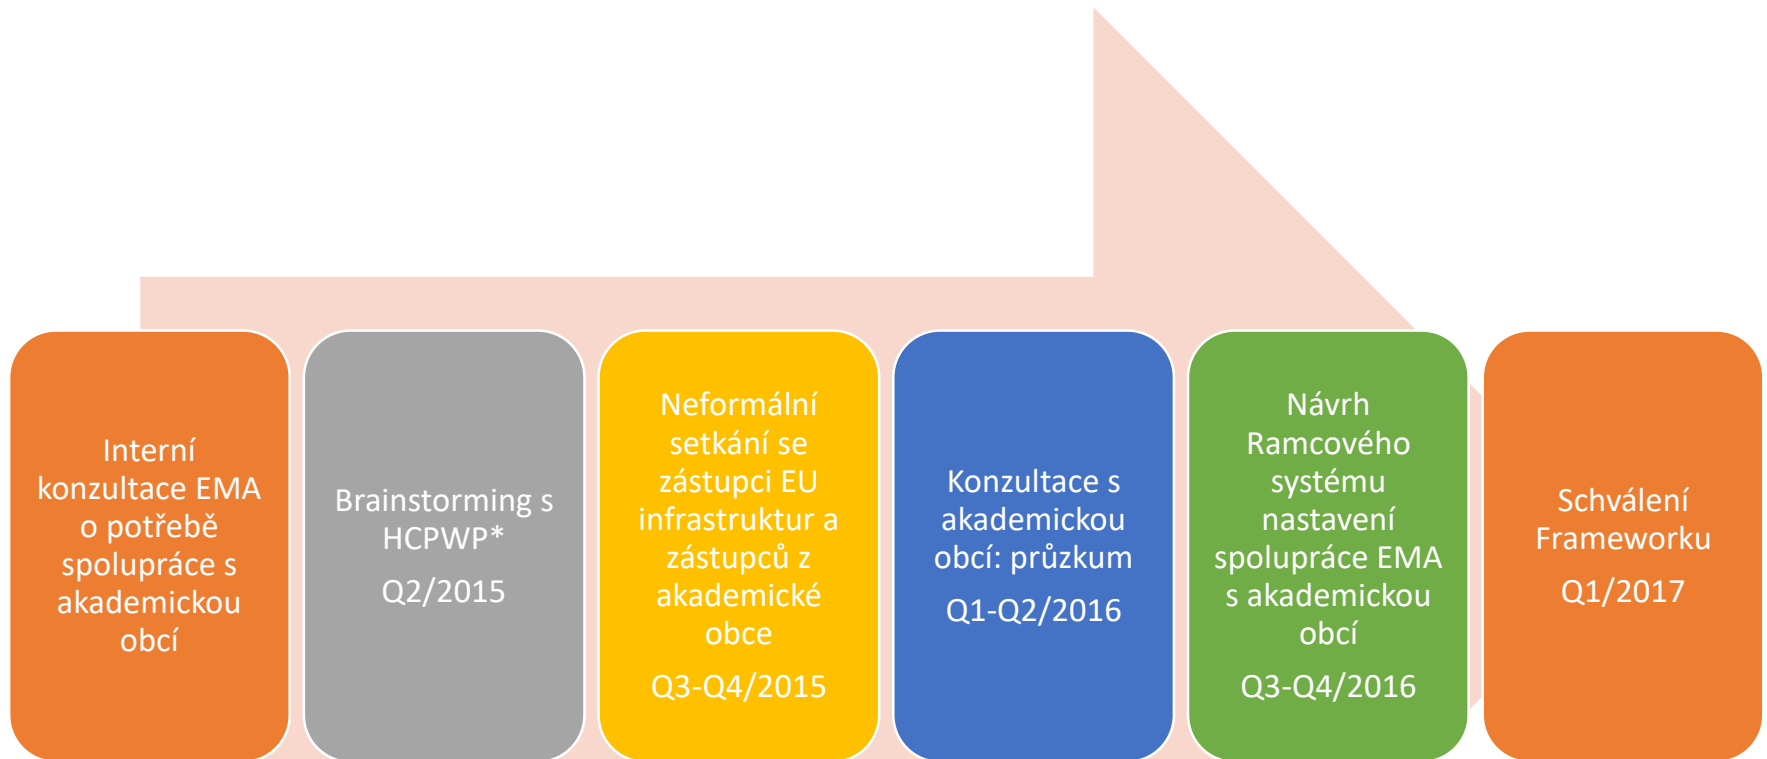 Interní
konzultace EMA
o potřebě
spolupráce s
akademickou
obcí
Brainstorming s
HCPWP*
Q2/2015
Neformální
setkání se
zástupci EU
infrastruktur a
zástupců z
akademické
obce
Q3-Q4/2015
Konzultace s
akademickou
obcí: průzkum
Q1-Q2/2016
Návrh
Ramcového
systému
nastavení
spolupráce EMA
s akademickou
obcí
Q3-Q4/2016
Schválení
Frameworku
Q1/2017